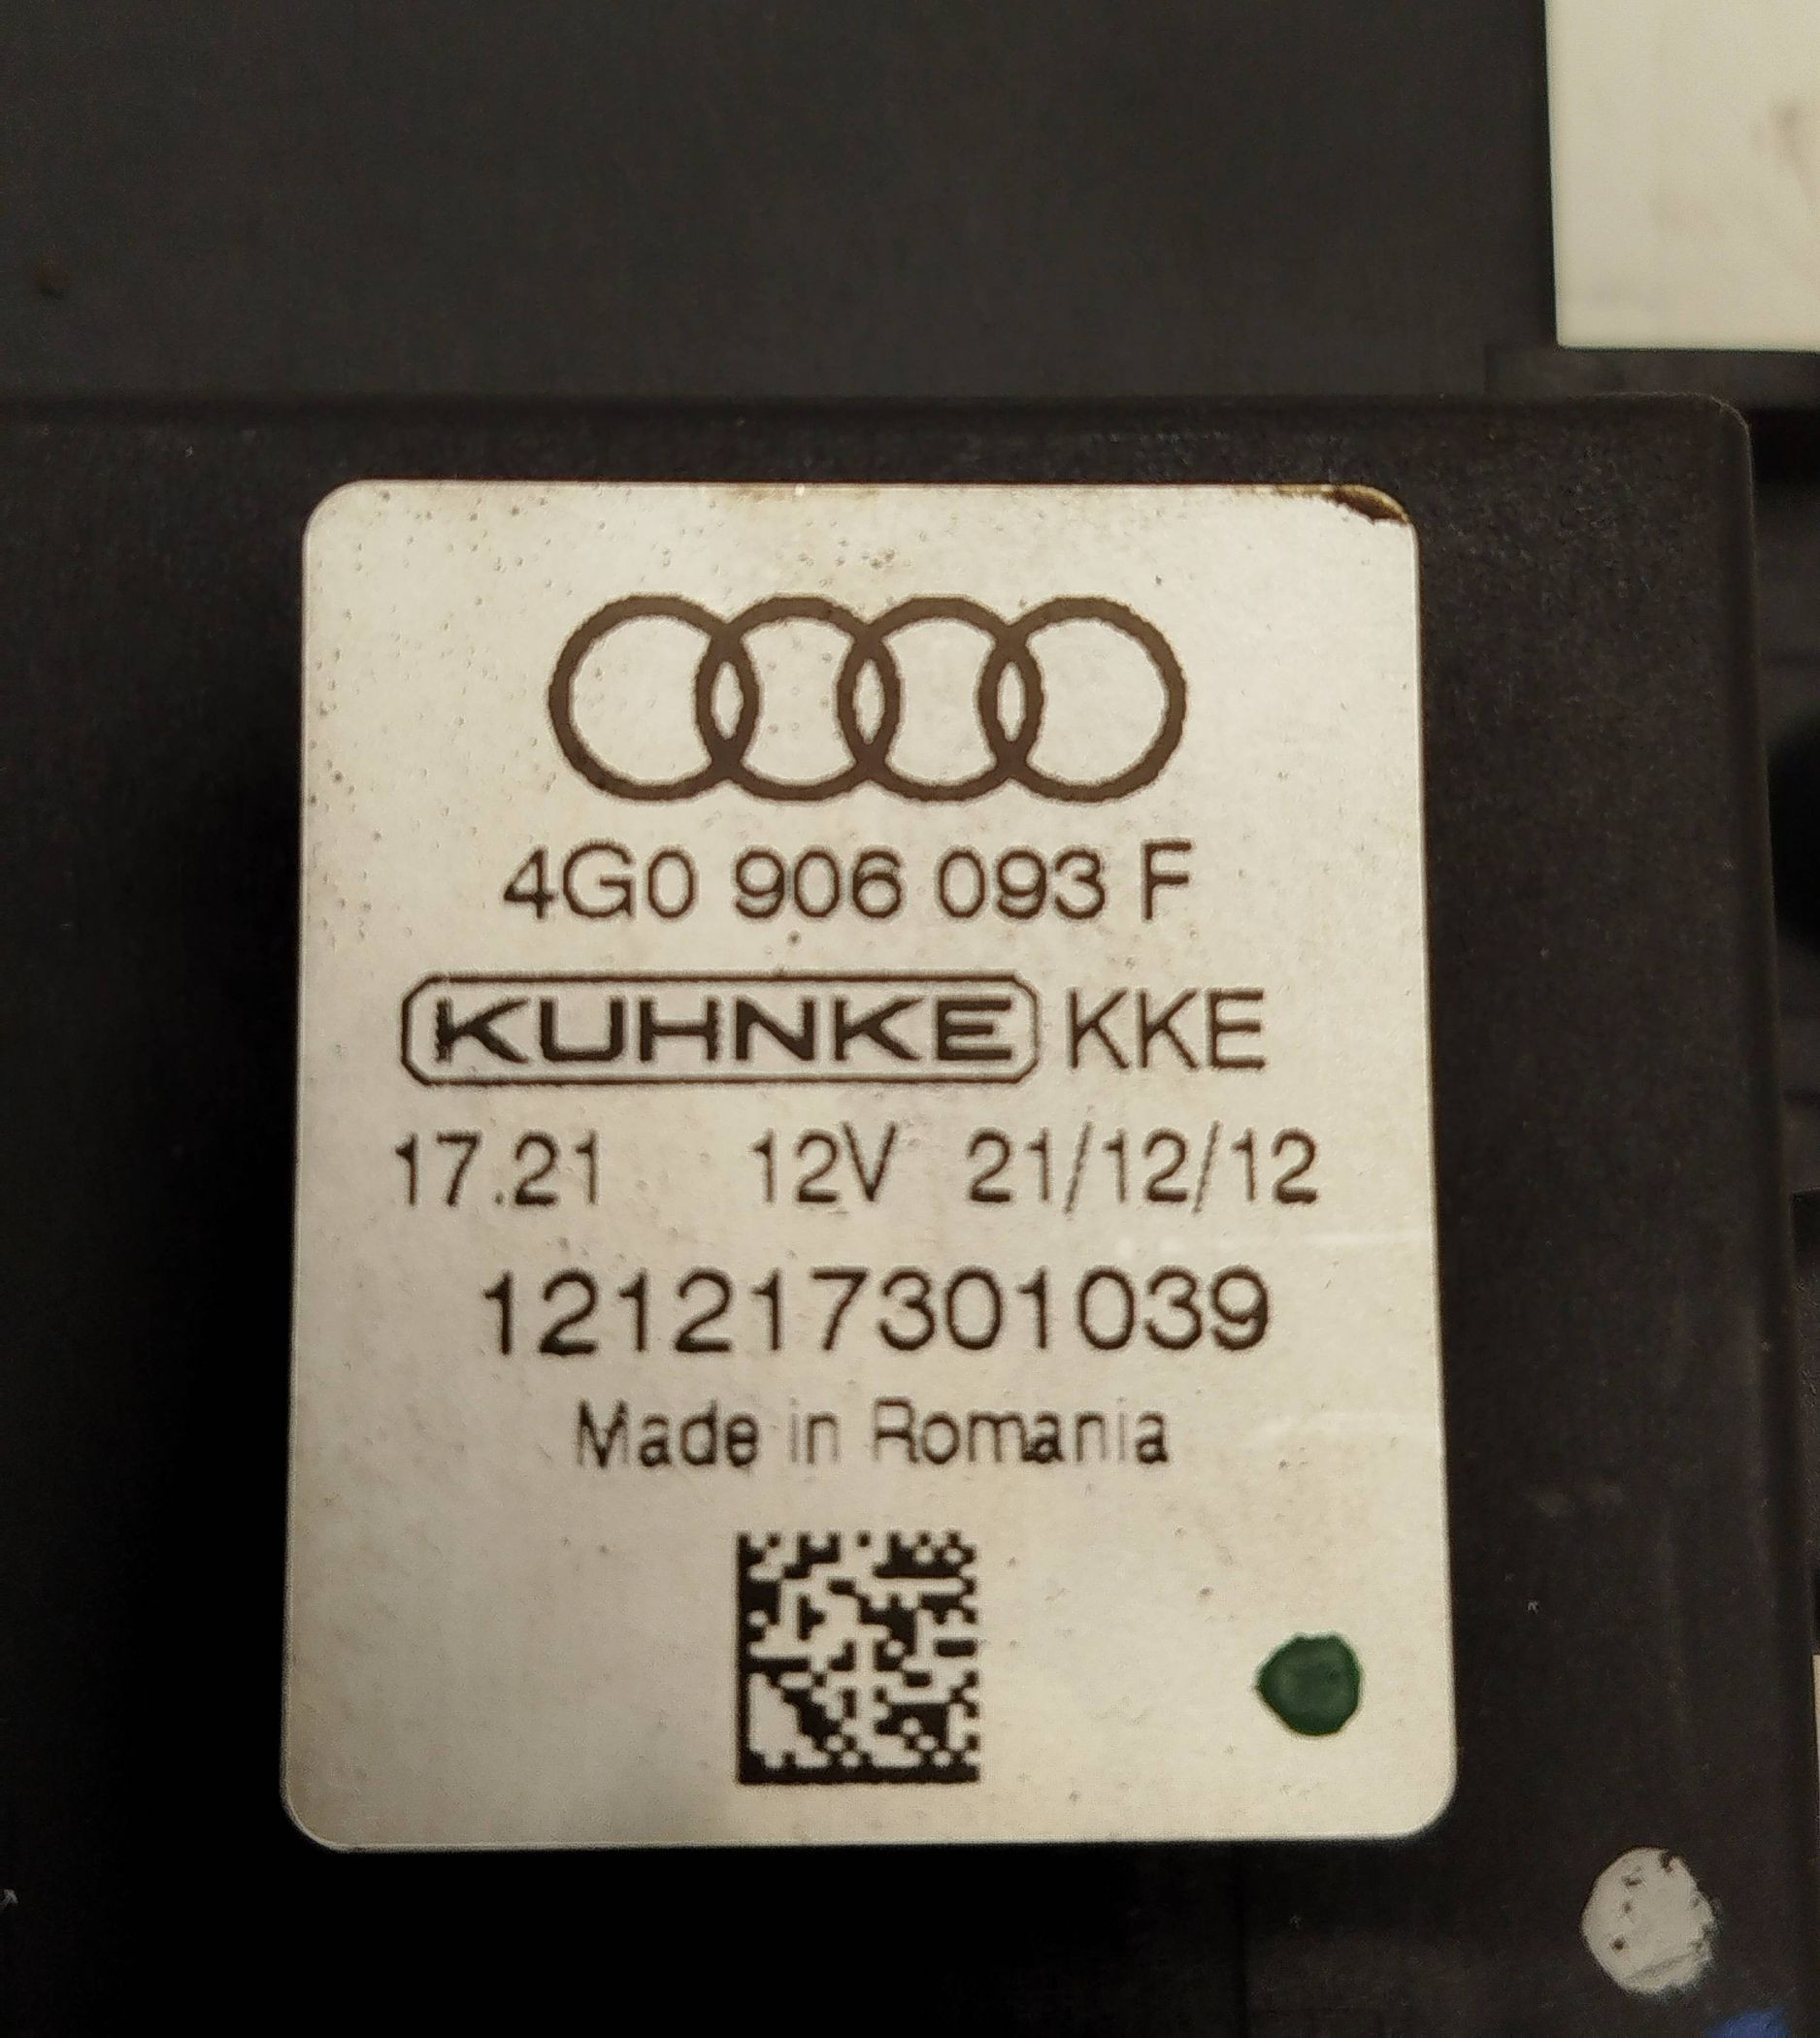 4G0 906 093 F
KUHNKE KKE
17.21 12V 21/12/12
121217301039
Made in Romania